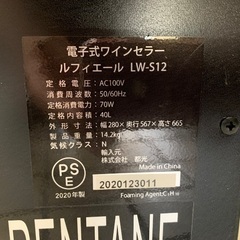 電子式ワインセラー
ルフィエール LW-S12
定格電圧:AC100V
消費周波数:50/60Hz
定格消費電力:70W
定格内容積:40L
外形寸法:幅280×奥行567×高さ665
製品質量:14.2kg
気候クラス:N
輸入元:株式会社 都光
Made in China
PSE
2020年製
2020123011
Foaming Agent:C₅H₁₀
PENTANE